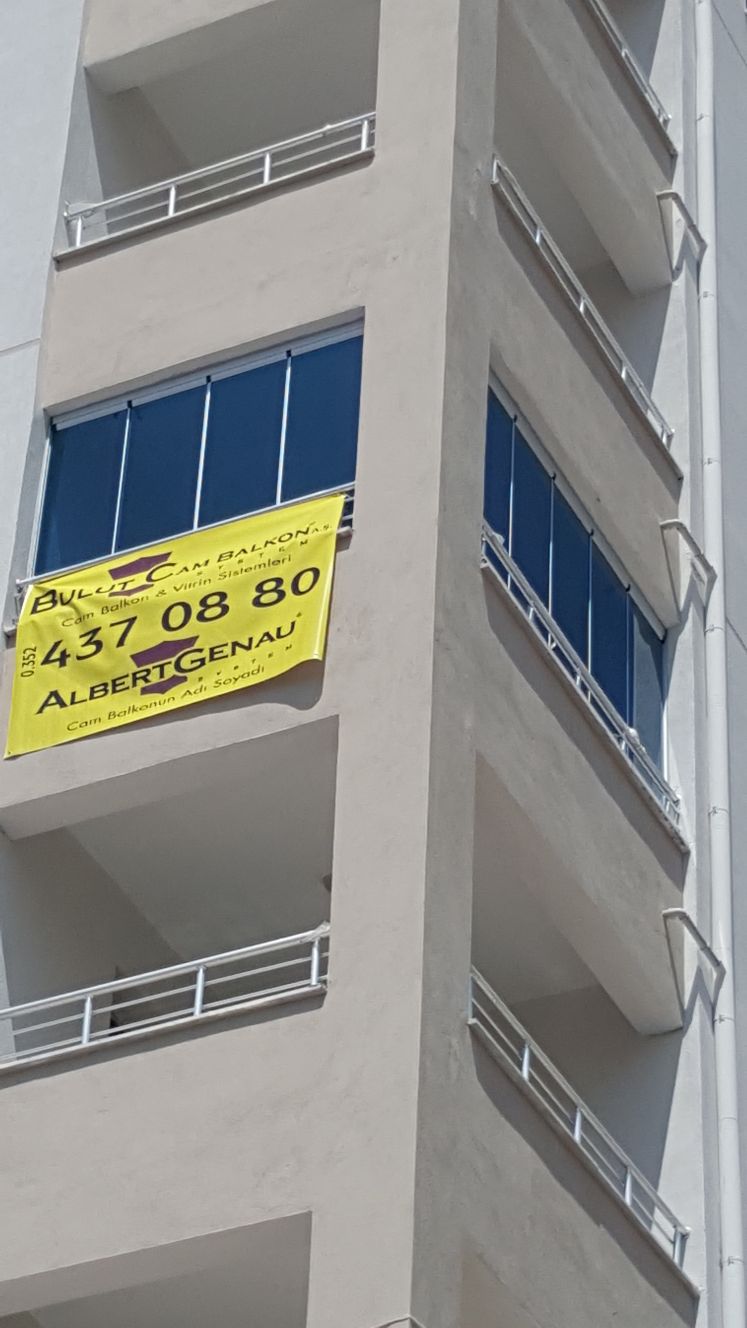 BULUT CAM BALKON A.Ş.
SYSTEM
Cam Balkon & Vitrin Sistemleri
0.352 437 08 80
ALBERTGENAU®
SYSTEM
Cam Balkonun Adı Soyadı